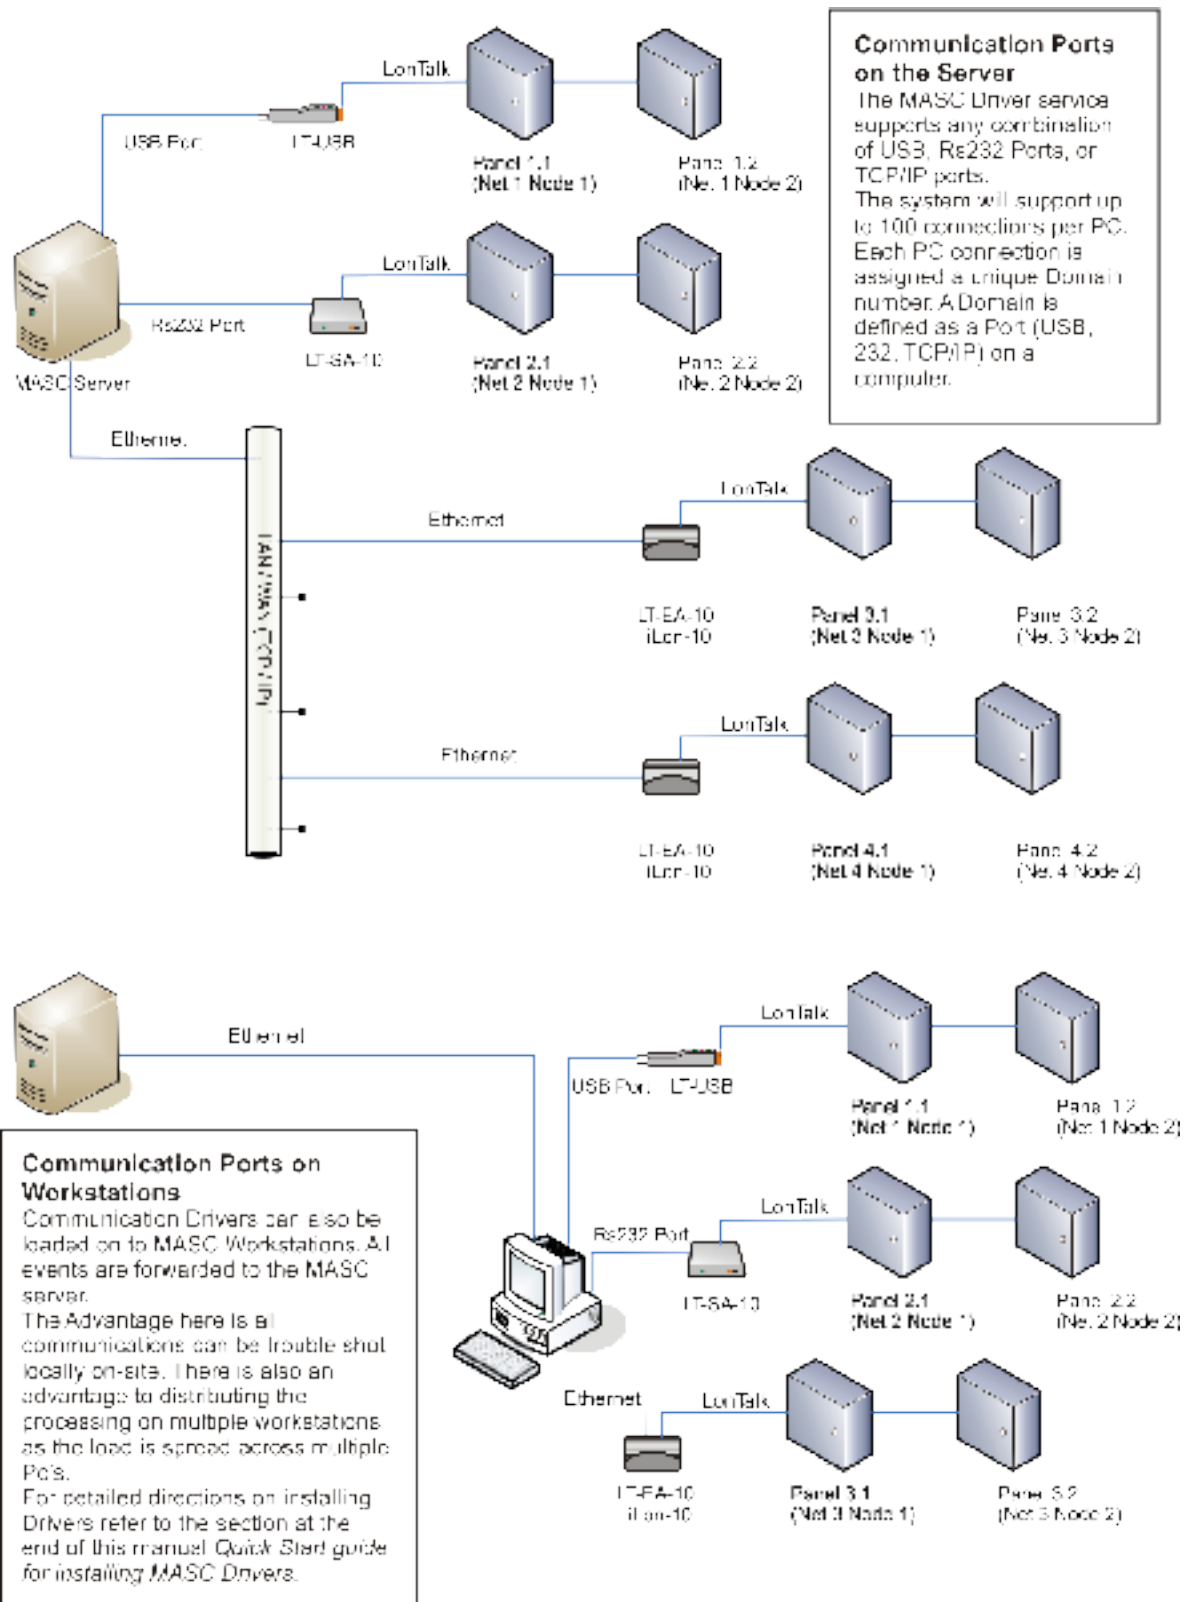 LonTalk
USB Port
LT-USB
Panel 1.1
(Net 1 Node 1)
Panel 1.2
(Net 1 Node 2)
Communication Ports
on the Server
The MASC Driver service
supports any combination
of USB, Rs232 Ports, or
TCP/IP ports.
The system will support up
to 100 connections per PC.
Each PC connection is
assigned a unique Domain
number. A Domain is
defined as a Port (USB,
232, TCP/IP) on a
computer.
LonTalk
Rs232 Port
LT-SA-10
Panel 2.1
(Net 2 Node 1)
Panel 2.2
(Net 2 Node 2)
MASC Server
Ethernet
LAN / WAN (TCP / IP)
Ethernet
LonTalk
LT-EA-10
iLon-10
Panel 3.1
(Net 3 Node 1)
Panel 3.2
(Net 3 Node 2)
Ethernet
LonTalk
LT-EA-10
iLon-10
Panel 4.1
(Net 4 Node 1)
Panel 4.2
(Net 4 Node 2)
Ethernet
LonTalk
USB Port
LT-USB
Panel 1.1
(Net 1 Node 1)
Panel 1.2
(Net 1 Node 2)
Communication Ports on
Workstations
Communication Drivers can also be
loaded on to MASC Workstations. All
events are forwarded to the MASC
server.
The Advantage here is all
communications can be trouble shot
locally on-site. There is also an
advantage to distributing the
processing on multiple workstations
as the load is spread across multiple
Pc's.
For detailed directions on installing
Drivers refer to the section at the
end of this manual Quick Start guide
for installing MASC Drivers.
Rs232 Port
LonTalk
LT-SA-10
Panel 2.1
(Net 2 Node 1)
Panel 2.2
(Net 2 Node 2)
Ethernet
LonTalk
LT-EA-10
iLon-10
Panel 3.1
(Net 3 Node 1)
Panel 3.2
(Net 3 Node 2)